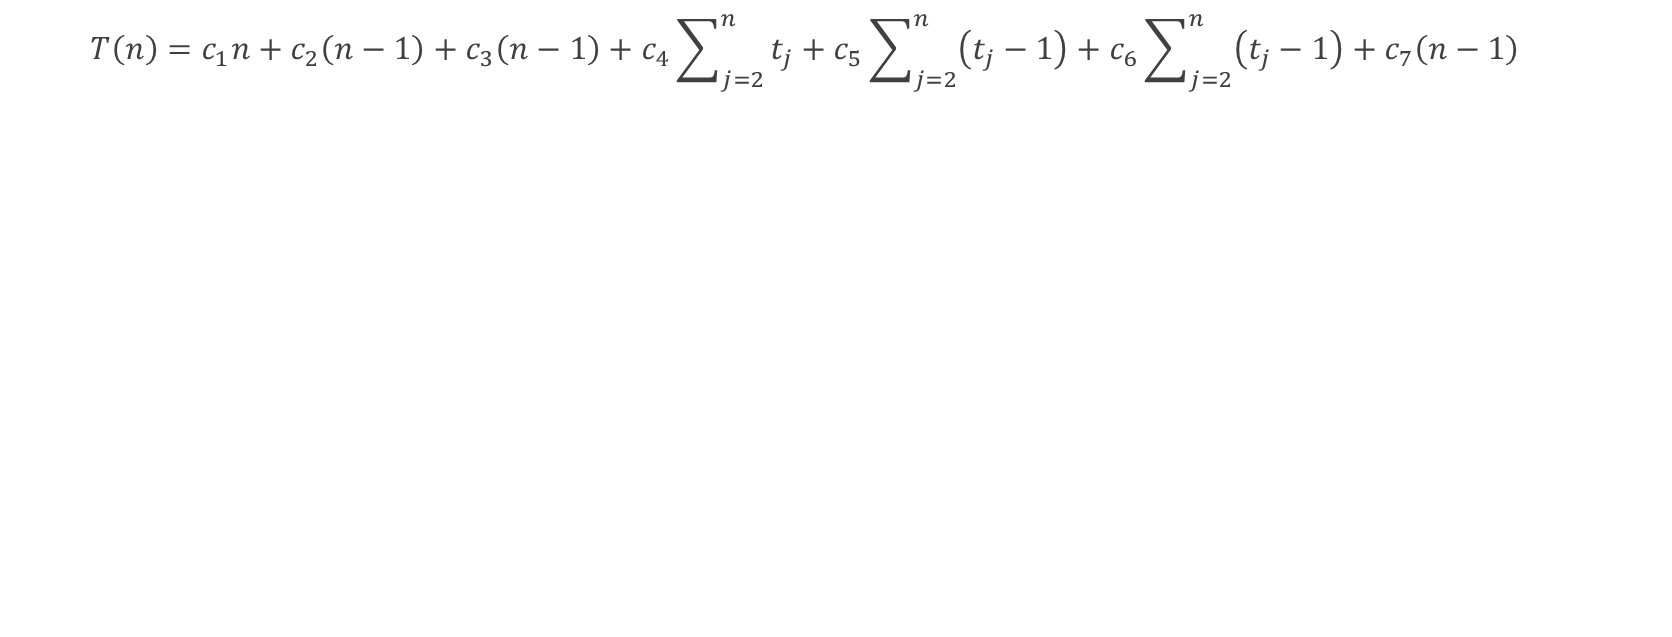 T(n) = c₁n + c₂(n − 1) + c₃(n − 1) + c₄ ∑ⁿⱼ₌₂ tⱼ + c₅ ∑ⁿⱼ₌₂ (tⱼ − 1) + c₆ ∑ⁿⱼ₌₂ (tⱼ − 1) + c₇(n − 1)